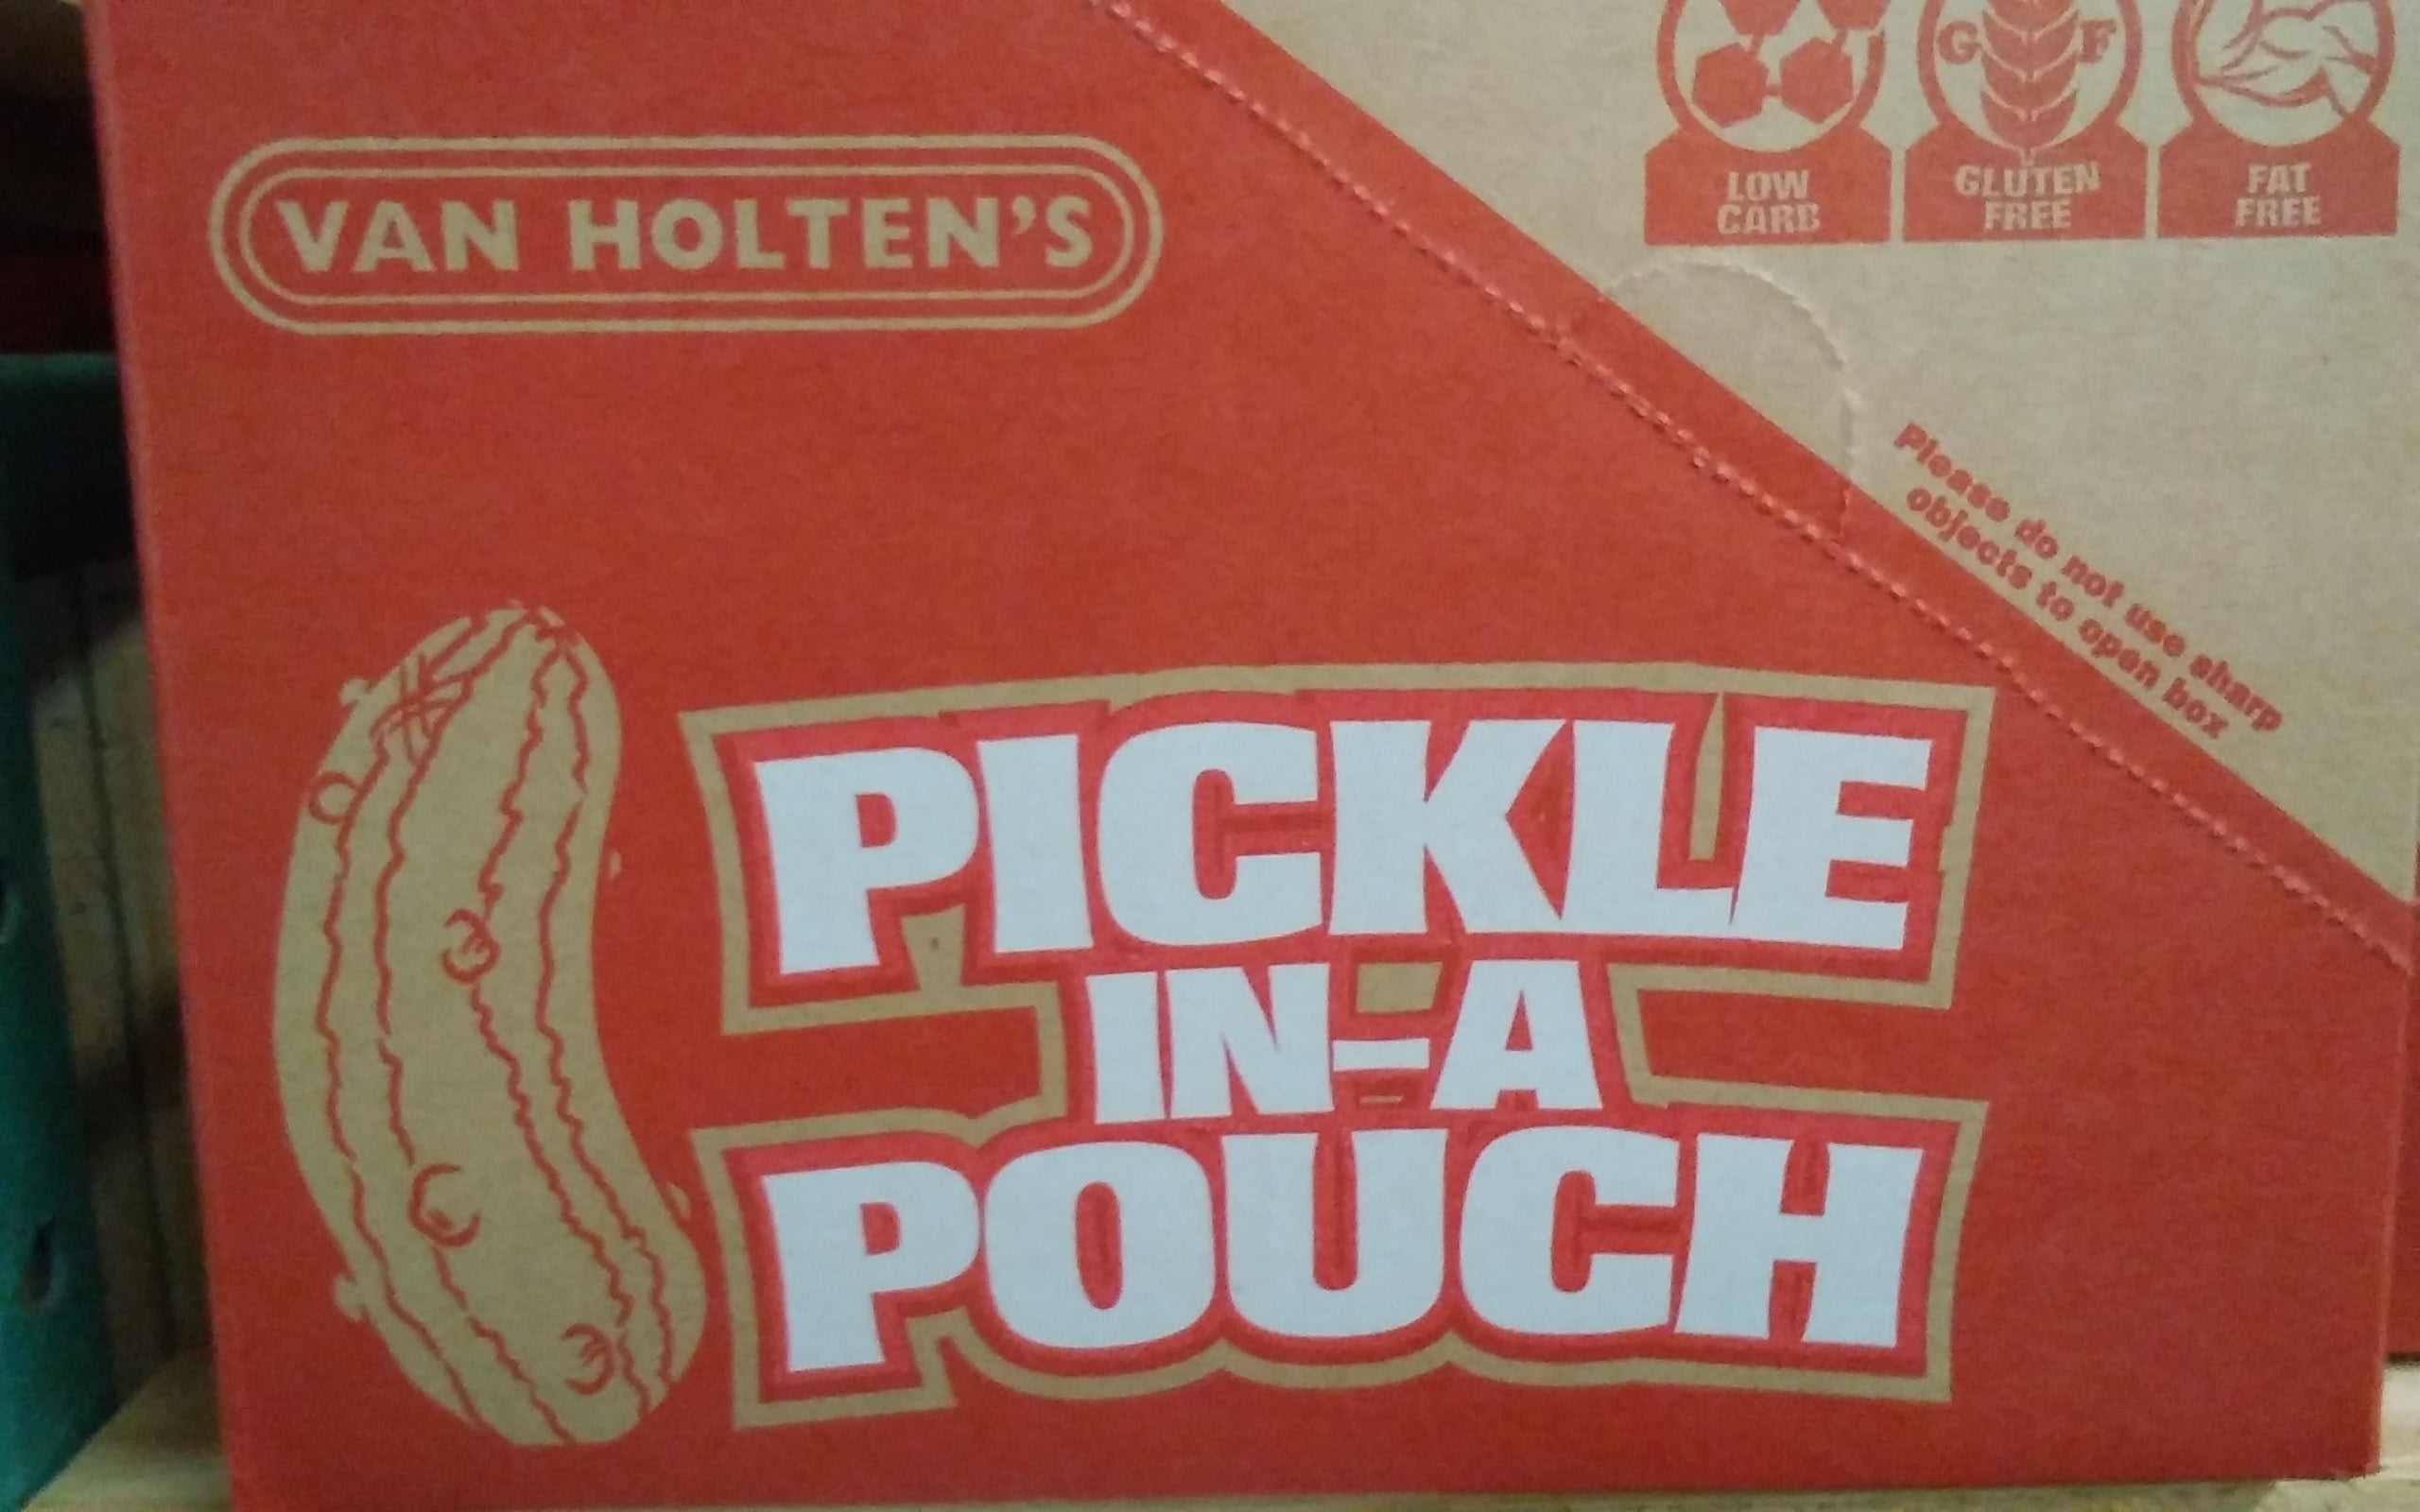 VAN HOLTEN'S
LOW
CARB
G F
GLUTEN
FREE
FAT
FREE
Please do not use sharp
objects to open box
PICKLE
IN-A
POUCH